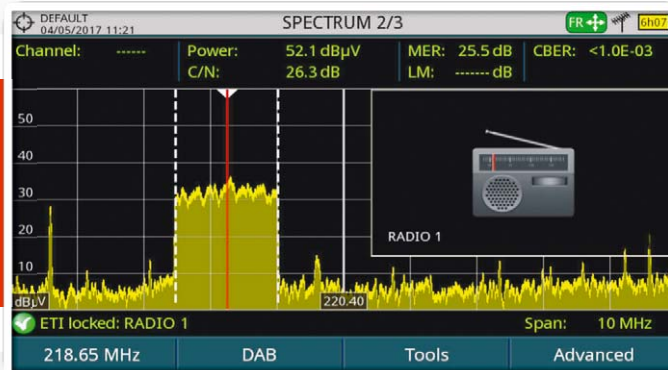 DEFAULT
04/05/2017 11:21
SPECTRUM 2/3
FR
6h07
Channel: ------
Power: 52.1 dBµV
MER: 25.5 dB
CBER: <1.0E-03
C/N: 26.3 dB
LM: ------- dB
50
40
30
20
10
dBµV
220.40
RADIO 1
ETI locked: RADIO 1
Span: 10 MHz
218.65 MHz
DAB
Tools
Advanced